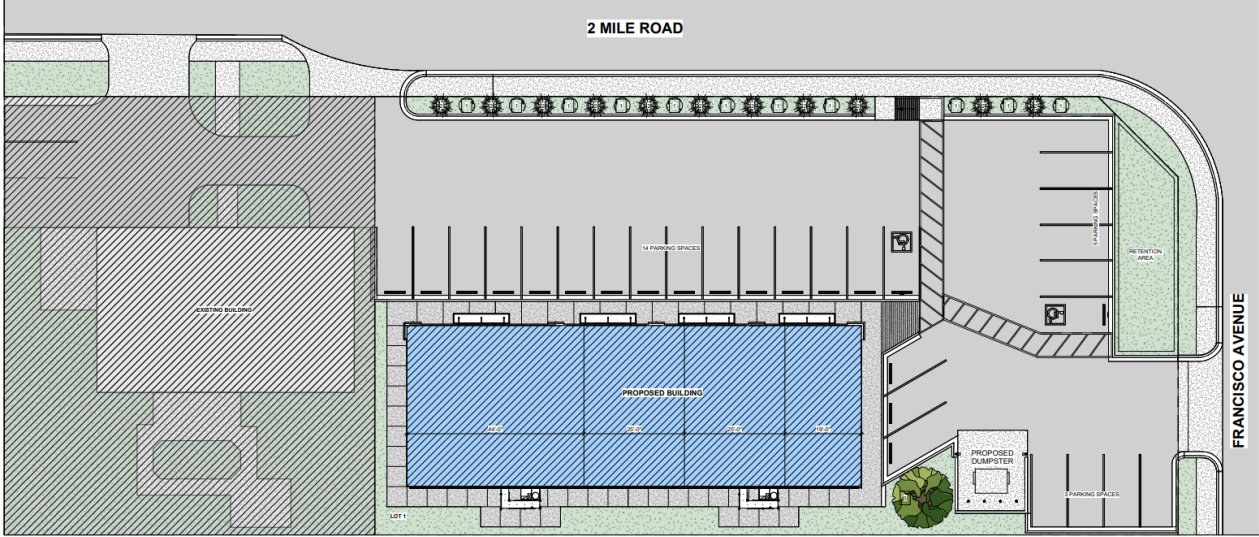 2 MILE ROAD
14 PARKING SPACES
5 PARKING SPACES
RETENTION
AREA
EXISTING BUILDING
FRANCISCO AVENUE
PROPOSED BUILDING
PROPOSED
DUMPSTER
3 PARKING SPACES
LOT 1